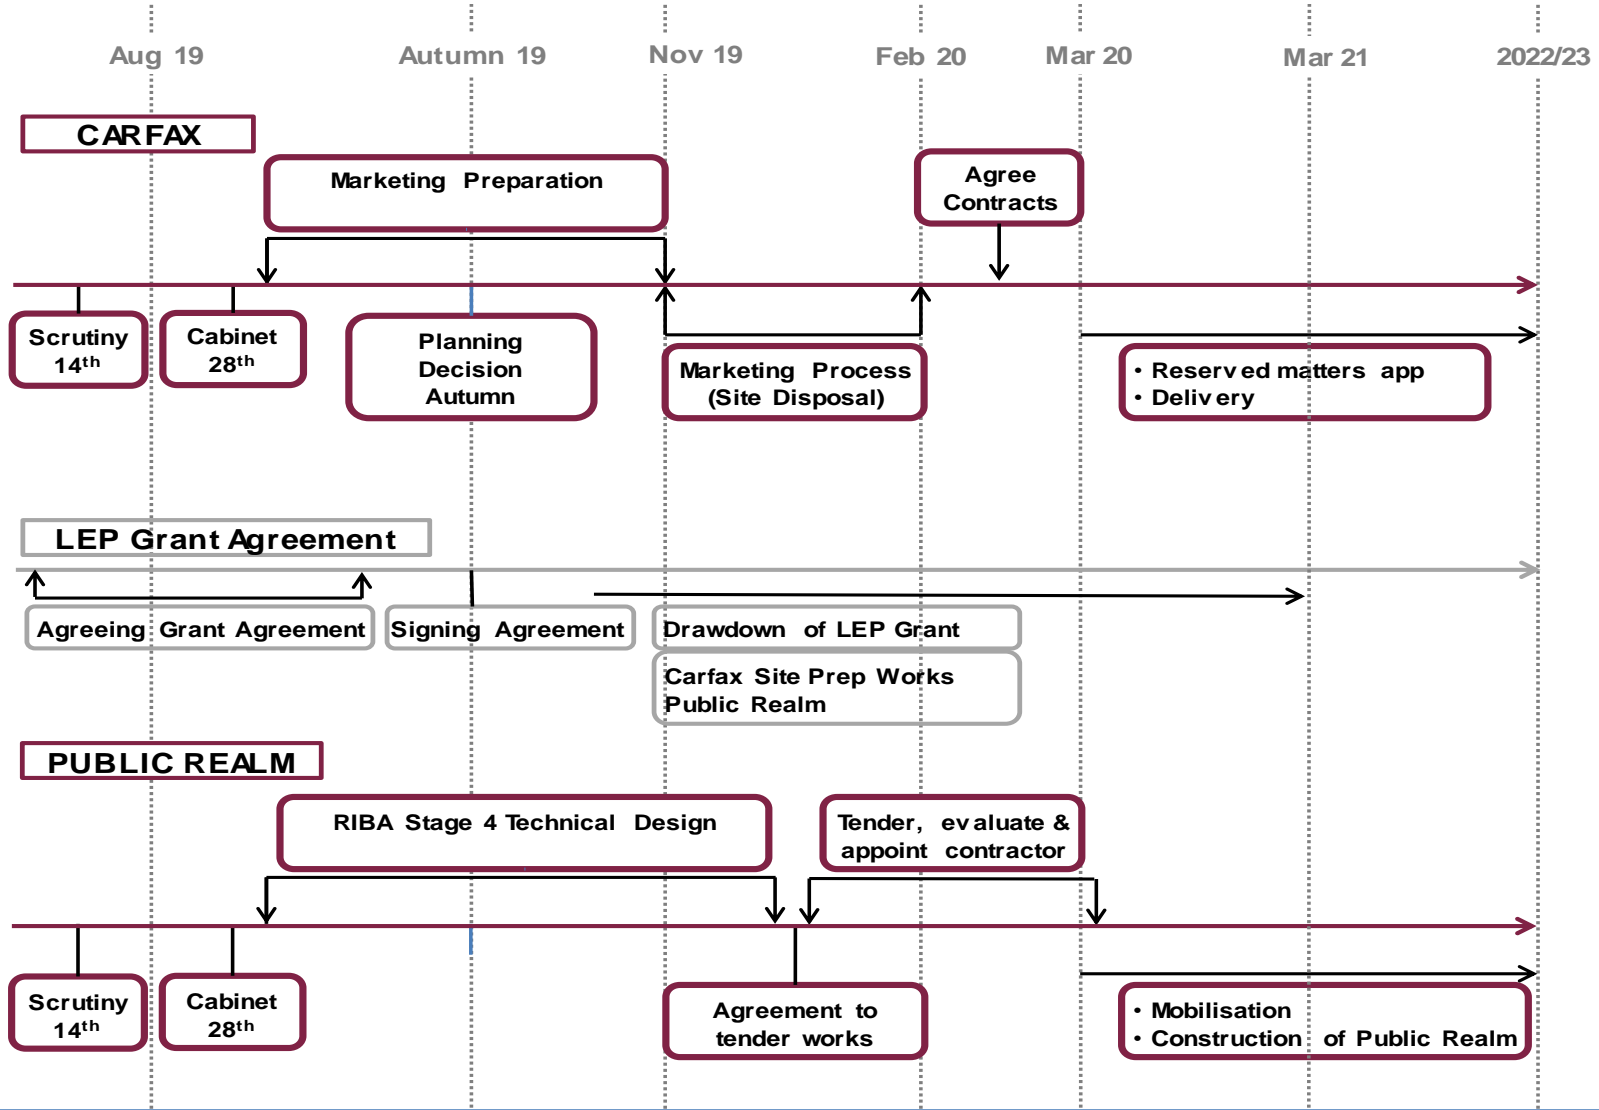 Aug 19
Autumn 19
Nov 19
Feb 20
Mar 20
Mar 21
2022/23
CARFAX
Marketing Preparation
Agree
Contracts
Scrutiny
14th
Cabinet
28th
Planning
Decision
Autumn
Marketing Process
(Site Disposal)
• Reserved matters app
• Delivery
LEP Grant Agreement
Agreeing Grant Agreement
Signing Agreement
Drawdown of LEP Grant
Carfax Site Prep Works
Public Realm
PUBLIC REALM
RIBA Stage 4 Technical Design
Tender, evaluate &
appoint contractor
Scrutiny
14th
Cabinet
28th
Agreement to
tender works
• Mobilisation
• Construction of Public Realm